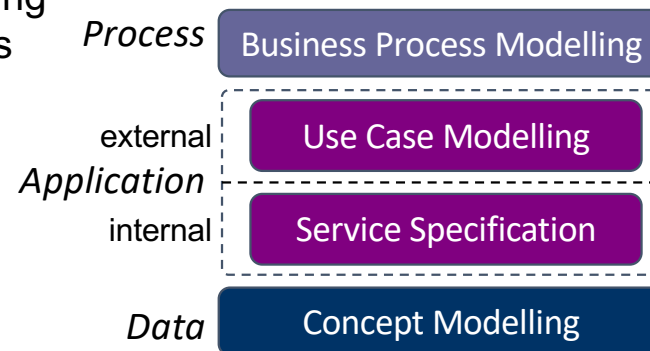 Process Business Process Modelling
external Use Case Modelling
Application
internal Service Specification
Data Concept Modelling